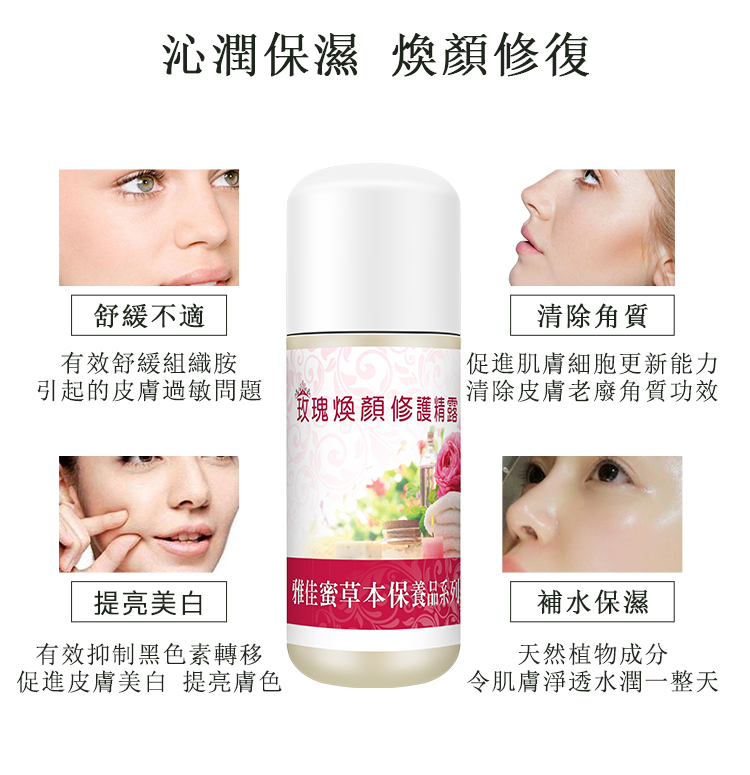 沁潤保濕 煥顏修復
舒緩不適
有效舒緩組織胺
引起的皮膚過敏問題
清除角質
促進肌膚細胞更新能力
清除皮膚老廢角質功效
玫瑰煥顏修護精露
雅佳蜜草本保養品系列
提亮美白
有效抑制黑色素轉移
促進皮膚美白 提亮膚色
補水保濕
天然植物成分
令肌膚淨透水潤一整天